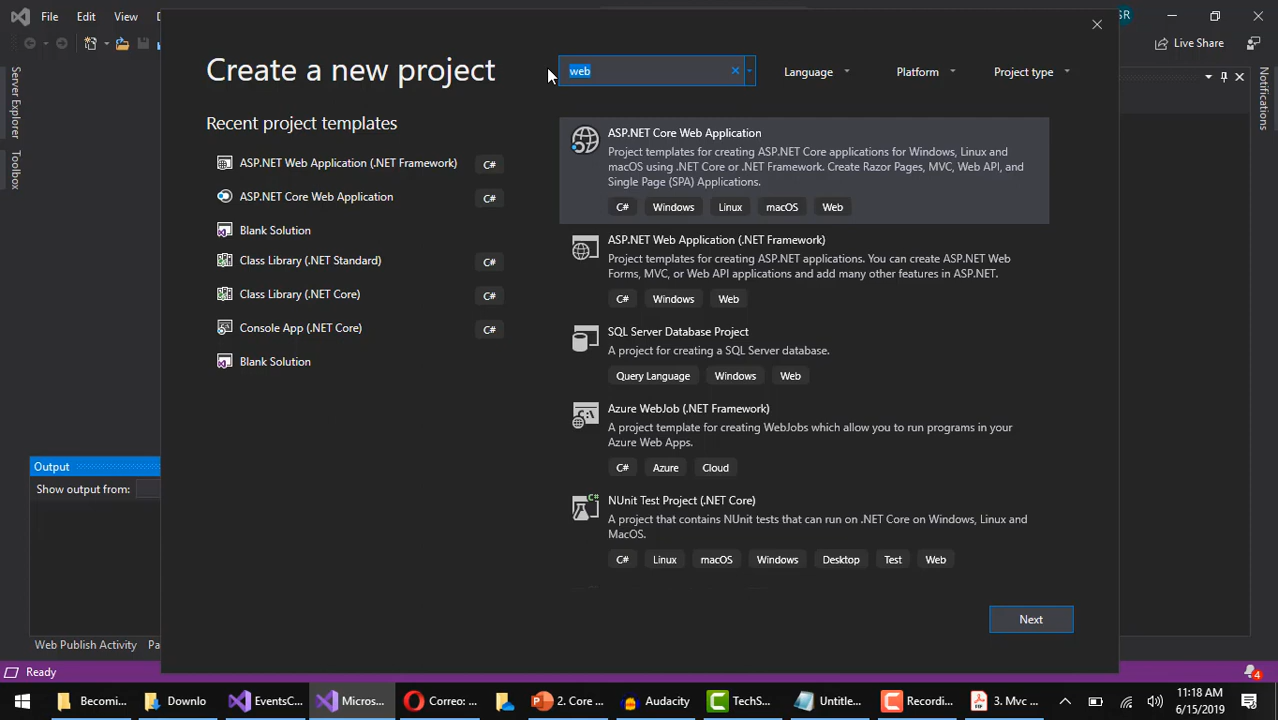 File Edit View
SR
Live Share
Create a new project
web
Language
Platform
Project type
Server Explorer
Toolbox
Notifications
Recent project templates
ASP.NET Web Application (.NET Framework) C#
ASP.NET Core Web Application C#
Blank Solution
Class Library (.NET Standard) C#
Class Library (.NET Core) C#
Console App (.NET Core) C#
Blank Solution
ASP.NET Core Web Application
Project templates for creating ASP.NET Core applications for Windows, Linux and
macOS using .NET Core or .NET Framework. Create Razor Pages, MVC, Web API, and
Single Page (SPA) Applications.
C# Windows Linux macOS Web
ASP.NET Web Application (.NET Framework)
Project templates for creating ASP.NET applications. You can create ASP.NET Web
Forms, MVC, or Web API applications and add many other features in ASP.NET.
C# Windows Web
SQL Server Database Project
A project for creating a SQL Server database.
Query Language Windows Web
Azure WebJob (.NET Framework)
A project template for creating WebJobs which allow you to run programs in your
Azure Web Apps.
C# Azure Cloud
NUnit Test Project (.NET Core)
A project that contains NUnit tests that can run on .NET Core on Windows, Linux and
MacOS.
C# Linux macOS Windows Desktop Test Web
Next
Output
Show output from:
Web Publish Activity Pa
Ready
4
Becomi... Downlo EventsC... Micros... Correo: ... 2. Core ... Audacity TechS... Untitle... Recordi... 3. Mvc ...
11:18 AM
6/15/2019